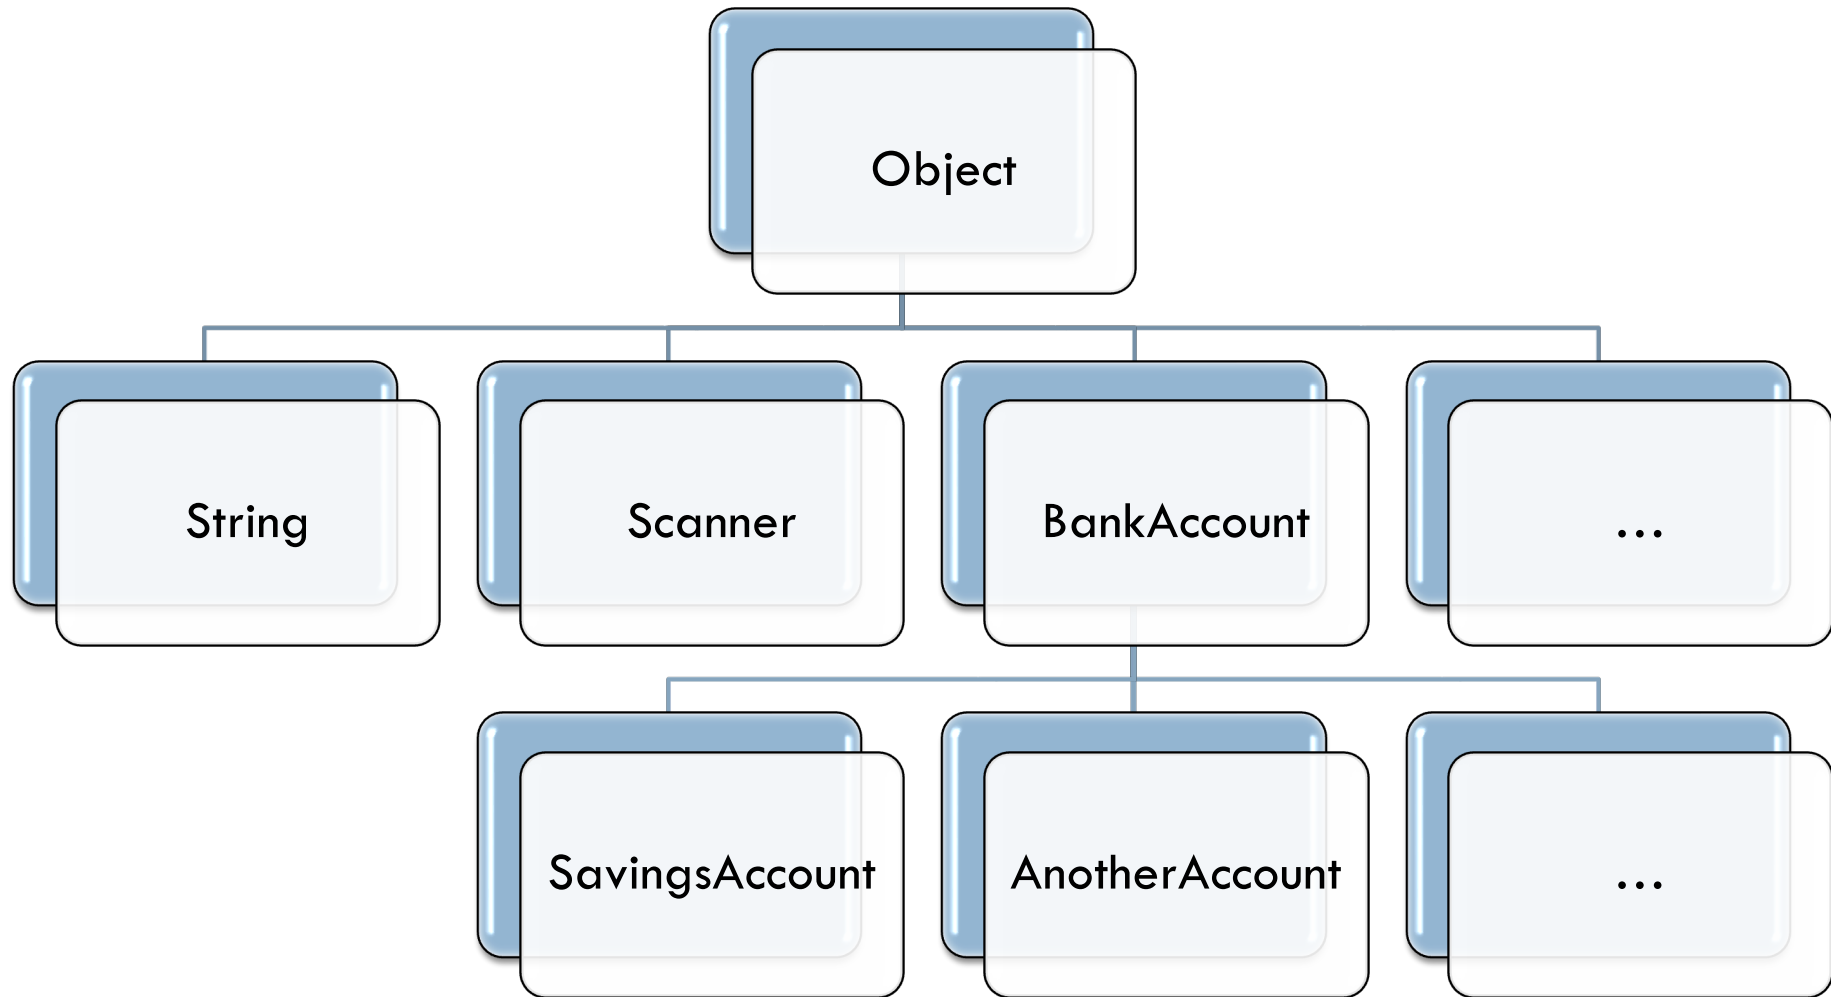 Object
String
Scanner
BankAccount
...
SavingsAccount
AnotherAccount
...